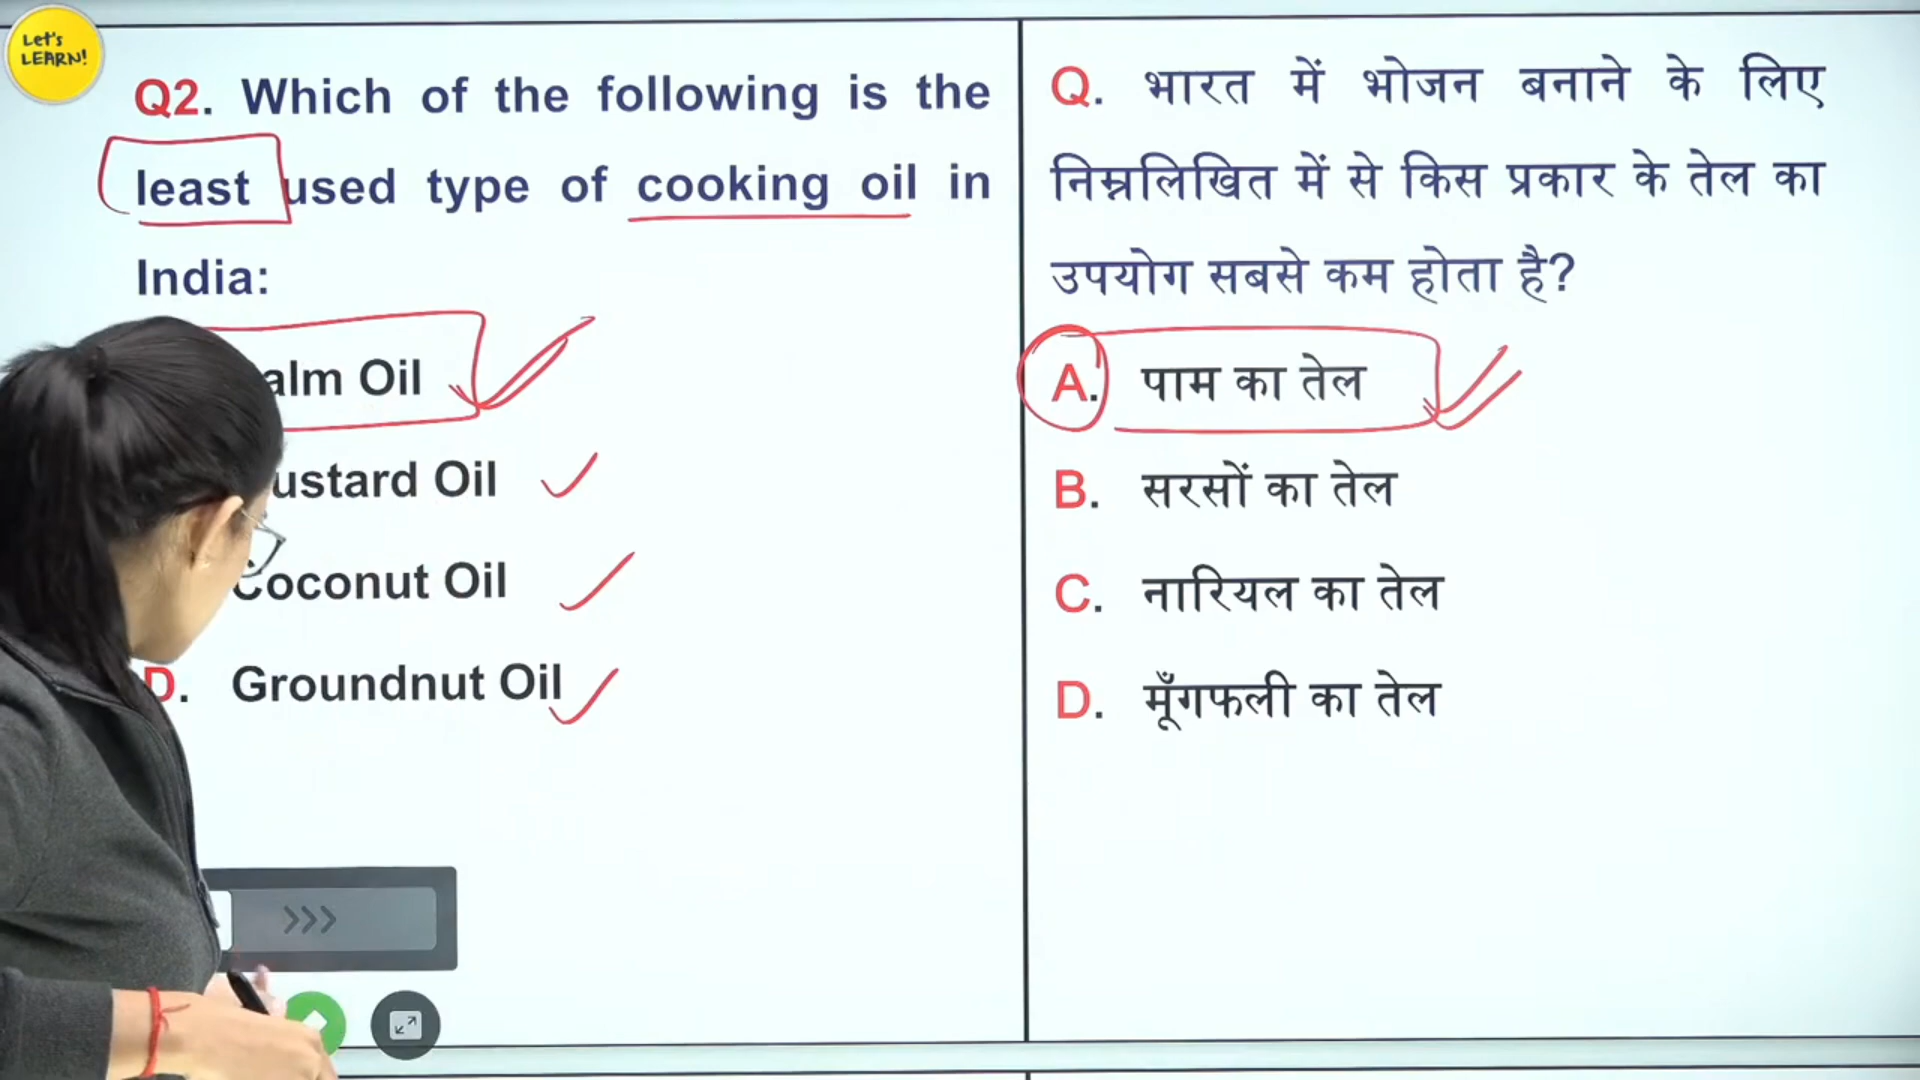 Let's
LEARN!
Q2. Which of the following is the
least used type of cooking oil in
India:
alm Oil
ustard Oil
Coconut Oil
D. Groundnut Oil
Q. भारत में भोजन बनाने के लिए
निम्नलिखित में से किस प्रकार के तेल का
उपयोग सबसे कम होता है?
A. पाम का तेल
B. सरसों का तेल
C. नारियल का तेल
D. मूँगफली का तेल